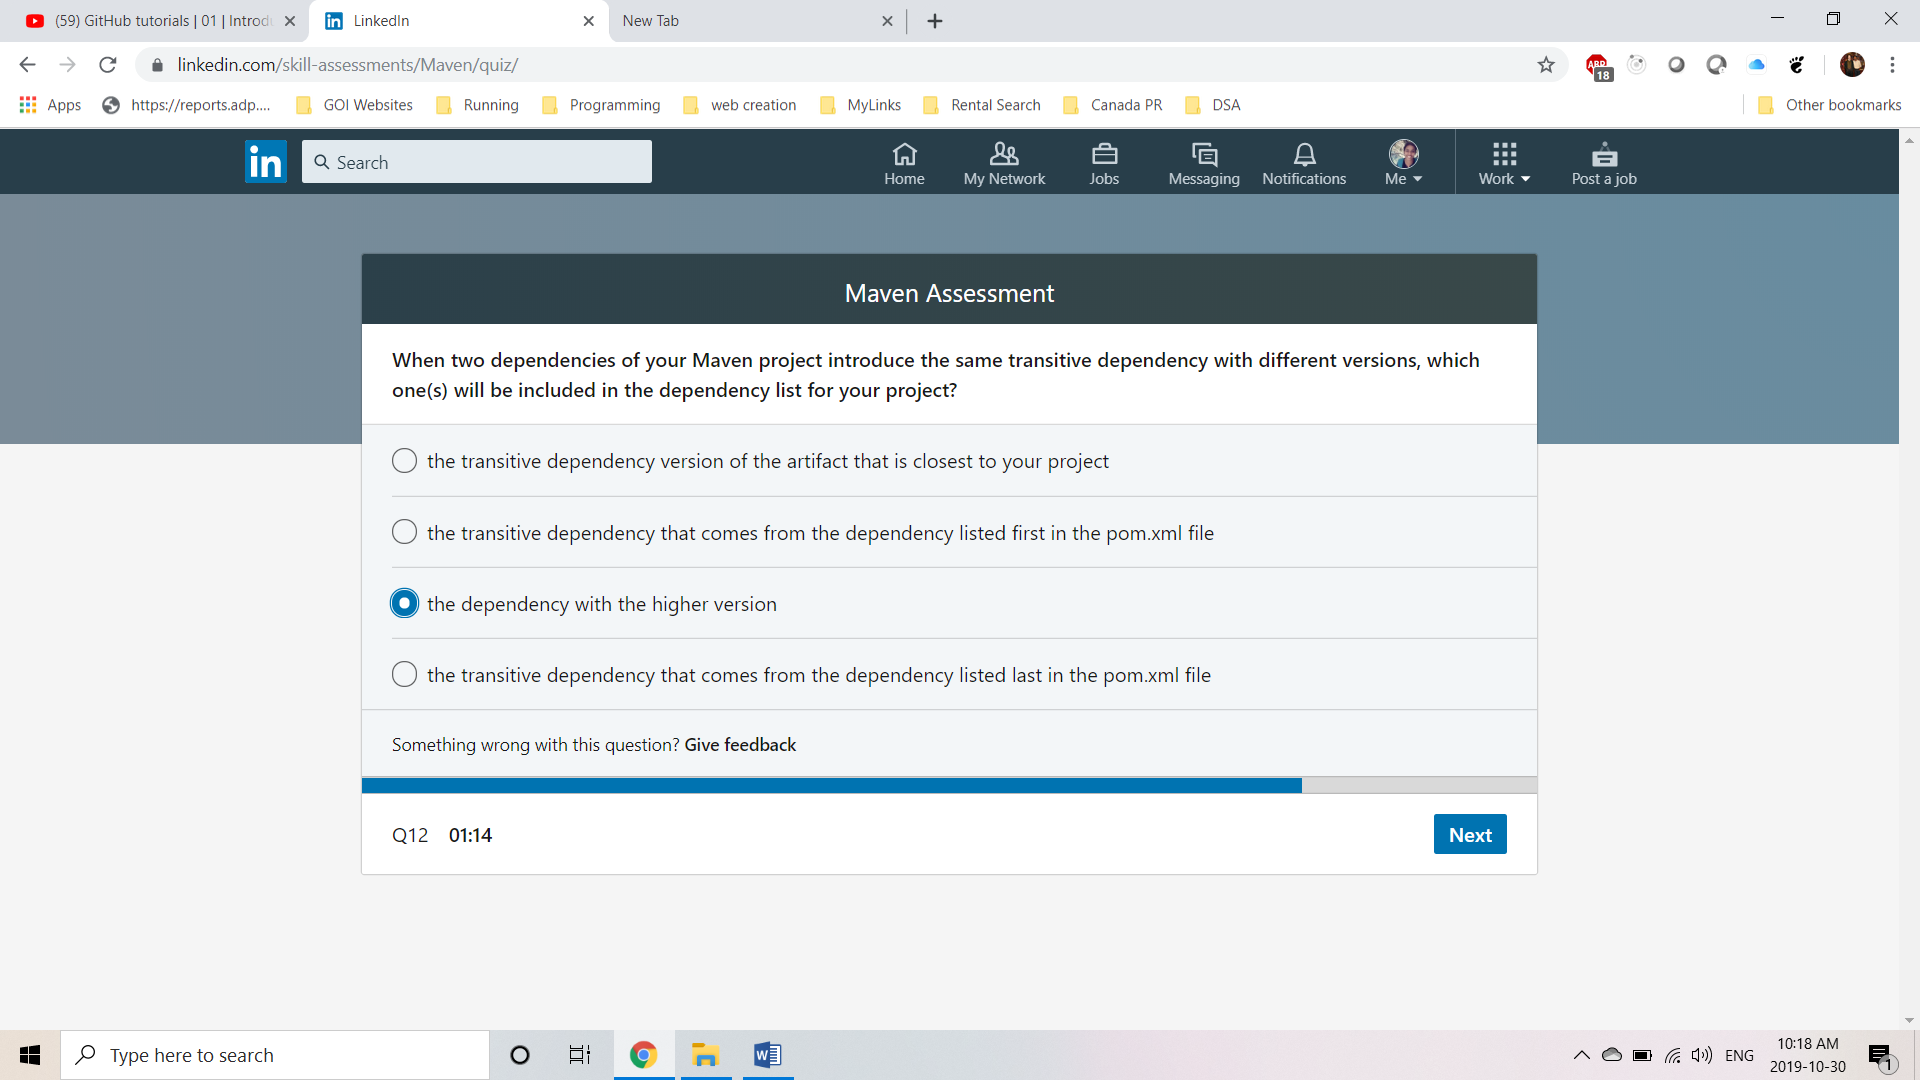 (59) GitHub tutorials | 01 | Introdu
LinkedIn
New Tab
linkedin.com/skill-assessments/Maven/quiz/
ABP
18
Apps
https://reports.adp....
GOI Websites
Running
Programming
web creation
MyLinks
Rental Search
Canada PR
DSA
Other bookmarks
in
Search
Home
My Network
Jobs
Messaging
Notifications
Me
Work
Post a job
Maven Assessment
When two dependencies of your Maven project introduce the same transitive dependency with different versions, which
one(s) will be included in the dependency list for your project?
the transitive dependency version of the artifact that is closest to your project
the transitive dependency that comes from the dependency listed first in the pom.xml file
the dependency with the higher version
the transitive dependency that comes from the dependency listed last in the pom.xml file
Something wrong with this question? Give feedback
Q12 01:14
Next
Type here to search
ENG
10:18 AM
2019-10-30
1